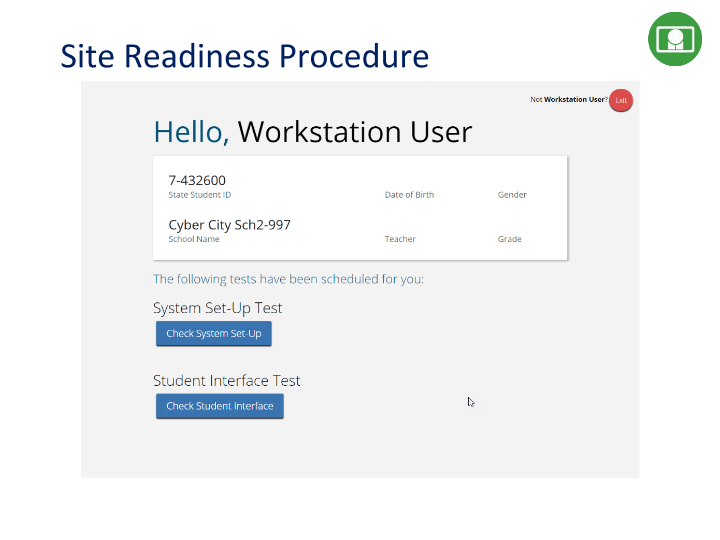 Site Readiness Procedure
Not Workstation User? Exit
Hello, Workstation User
7-432600
State Student ID Date of Birth Gender
Cyber City Sch2-997
School Name Teacher Grade
The following tests have been scheduled for you:
System Set-Up Test
Check System Set-Up
Student Interface Test
Check Student Interface